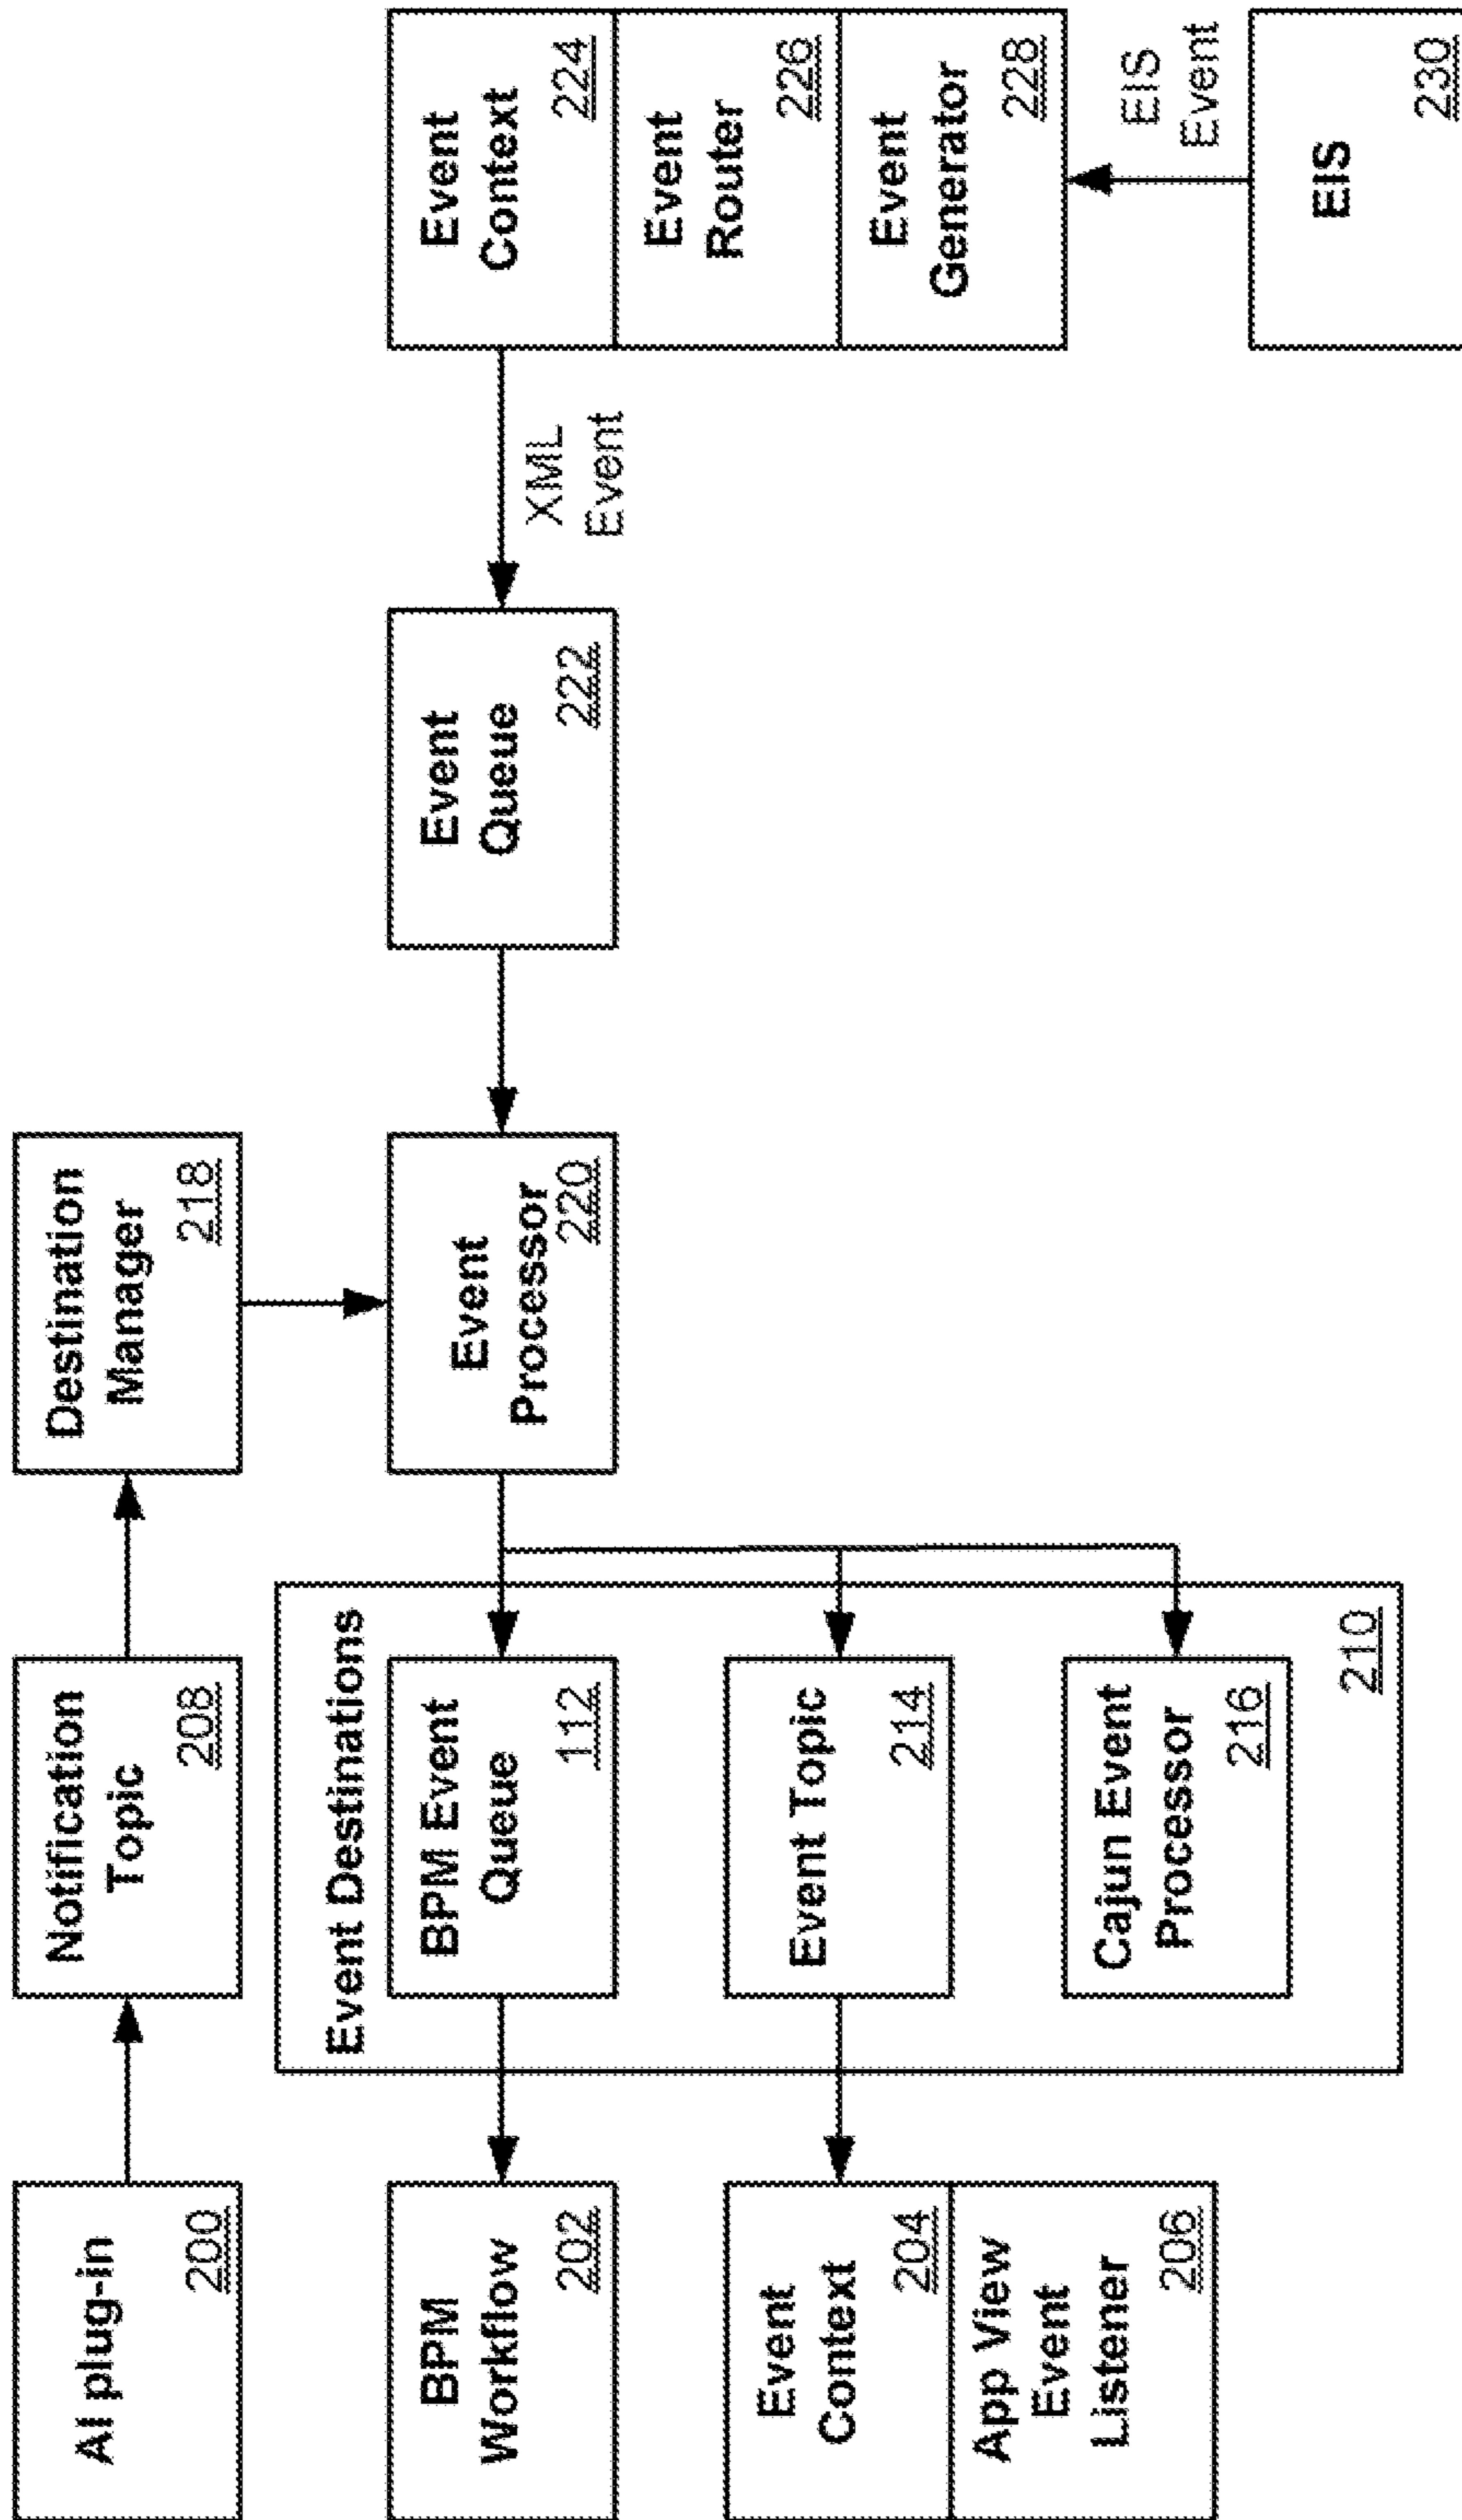 AI plug-in
200
Notification
Topic
208
Destination
Manager
218
Event Destinations
BPM
Workflow
202
BPM Event
Queue
112
Event
Processor
220
Event
Queue
222
XML
Event
Event
Context
224
Event
Router
226
Event
Generator
228
EIS
Event
EIS
230
Event
Context
204
App View
Event
Listener
206
Event Topic
214
Cajun Event
Processor
216
210